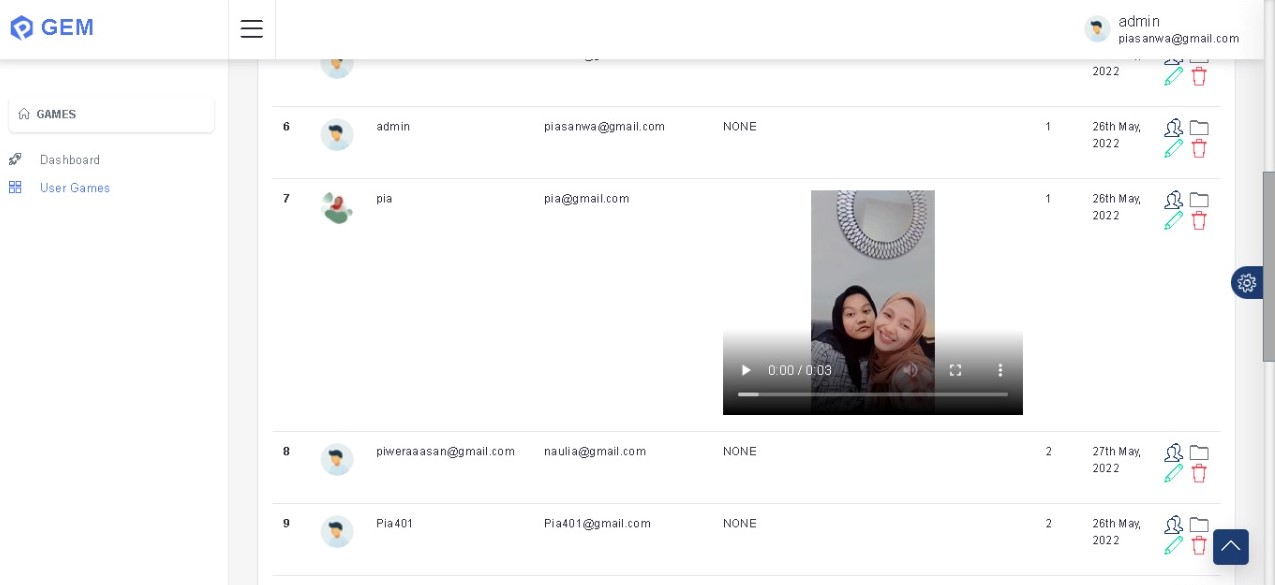 GEM
admin
piasanwa@gmail.com
GAMES
Dashboard
User Games
2022
6 admin piasanwa@gmail.com NONE 1 26th May,
2022
7 pia pia@gmail.com 1 26th May,
2022
0:00 / 0:03
8 piweraaasan@gmail.com naulia@gmail.com NONE 2 27th May,
2022
9 Pia401 Pia401@gmail.com NONE 2 26th May,
2022